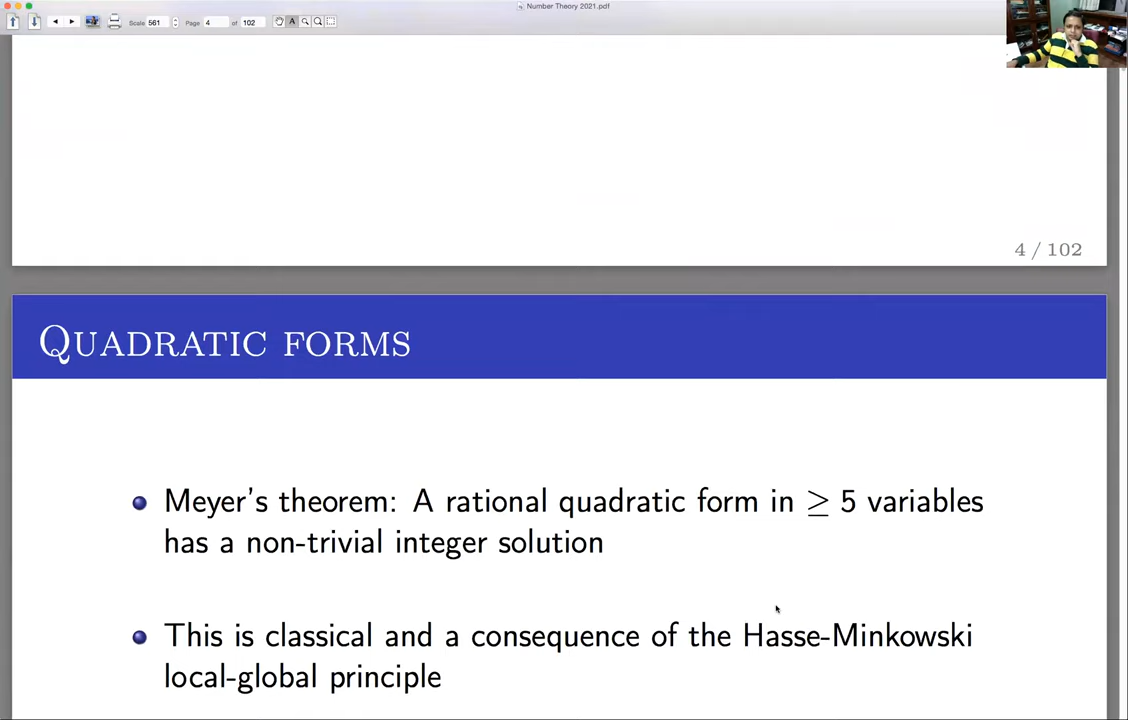 Number Theory 2021.pdf
Scale 561 Page 4 of 102
4 / 102
Quadratic forms
Meyer's theorem: A rational quadratic form in ≥ 5 variables
has a non-trivial integer solution
This is classical and a consequence of the Hasse-Minkowski
local-global principle